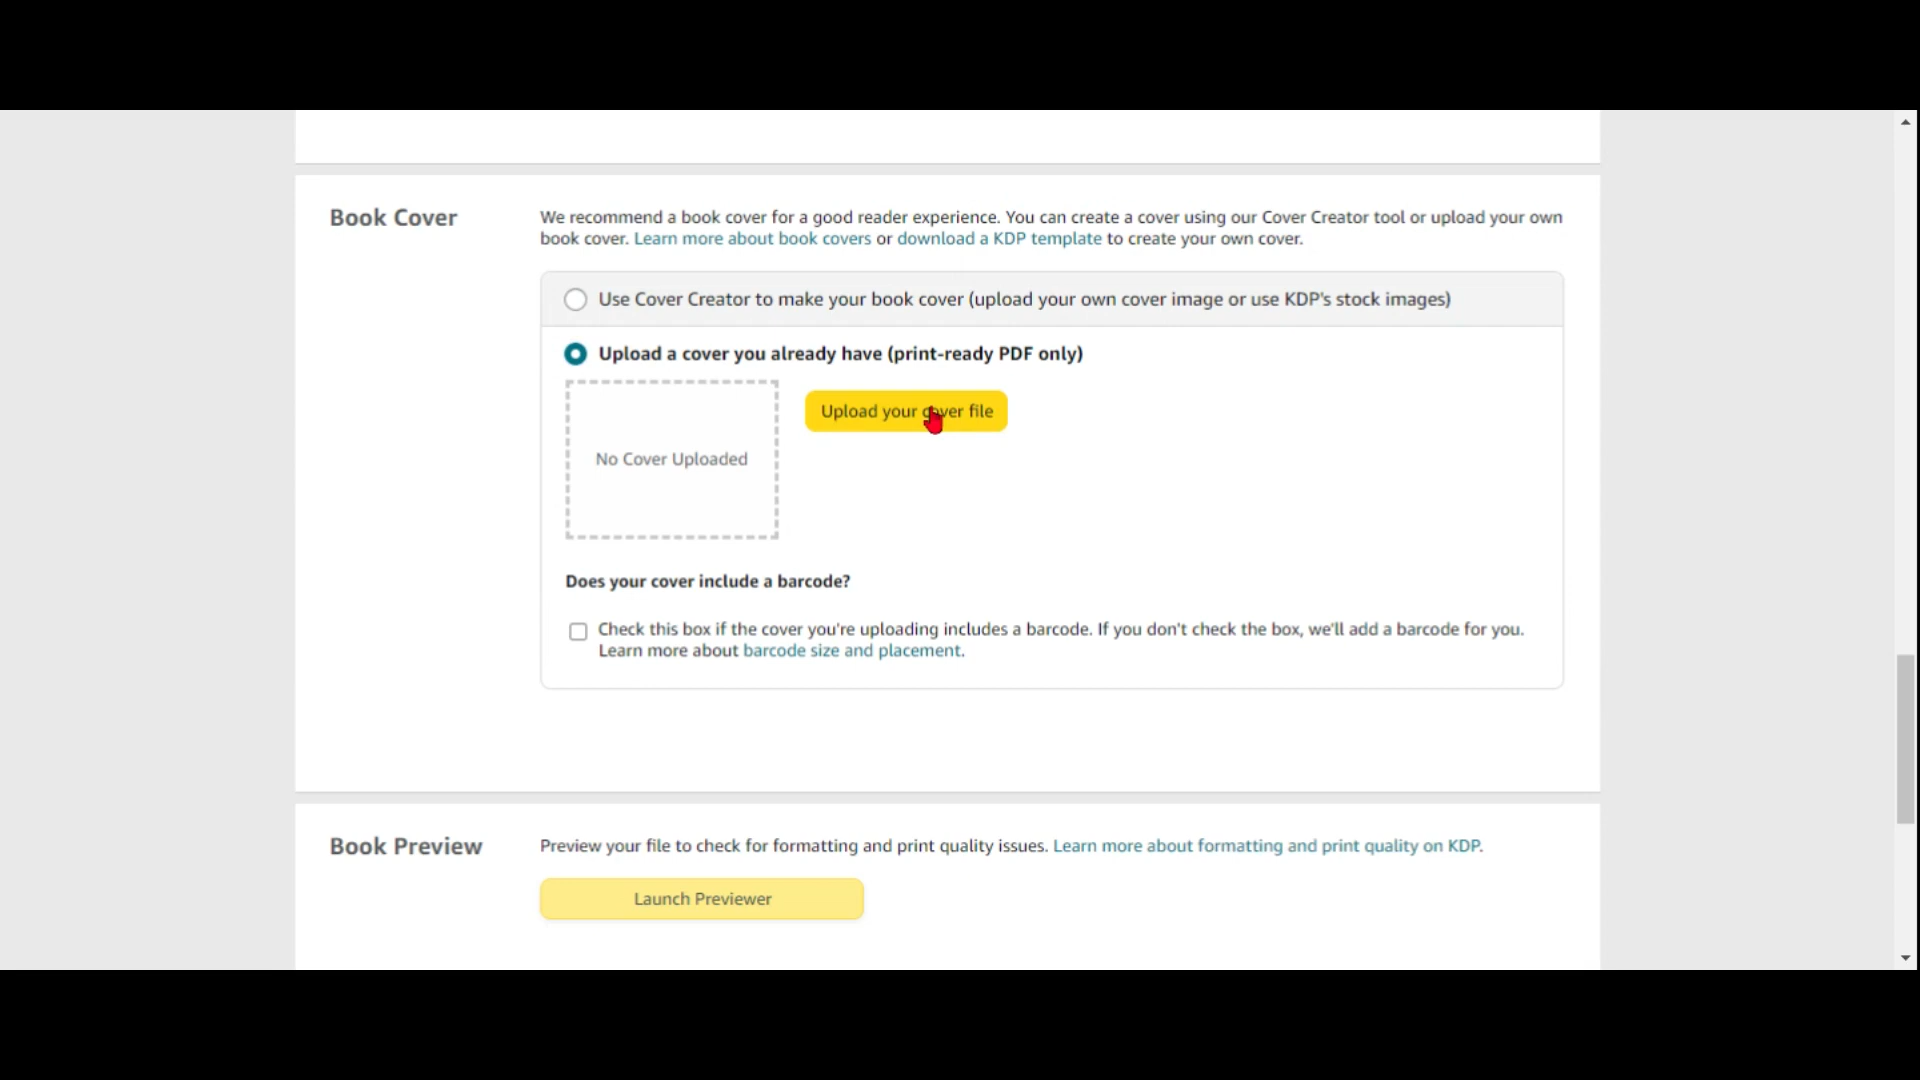 Book Cover
We recommend a book cover for a good reader experience. You can create a cover using our Cover Creator tool or upload your own
book cover. Learn more about book covers or download a KDP template to create your own cover.
Use Cover Creator to make your book cover (upload your own cover image or use KDP's stock images)
Upload a cover you already have (print-ready PDF only)
Upload your cover file
No Cover Uploaded
Does your cover include a barcode?
Check this box if the cover you're uploading includes a barcode. If you don't check the box, we'll add a barcode for you.
Learn more about barcode size and placement.
Book Preview
Preview your file to check for formatting and print quality issues. Learn more about formatting and print quality on KDP.
Launch Previewer